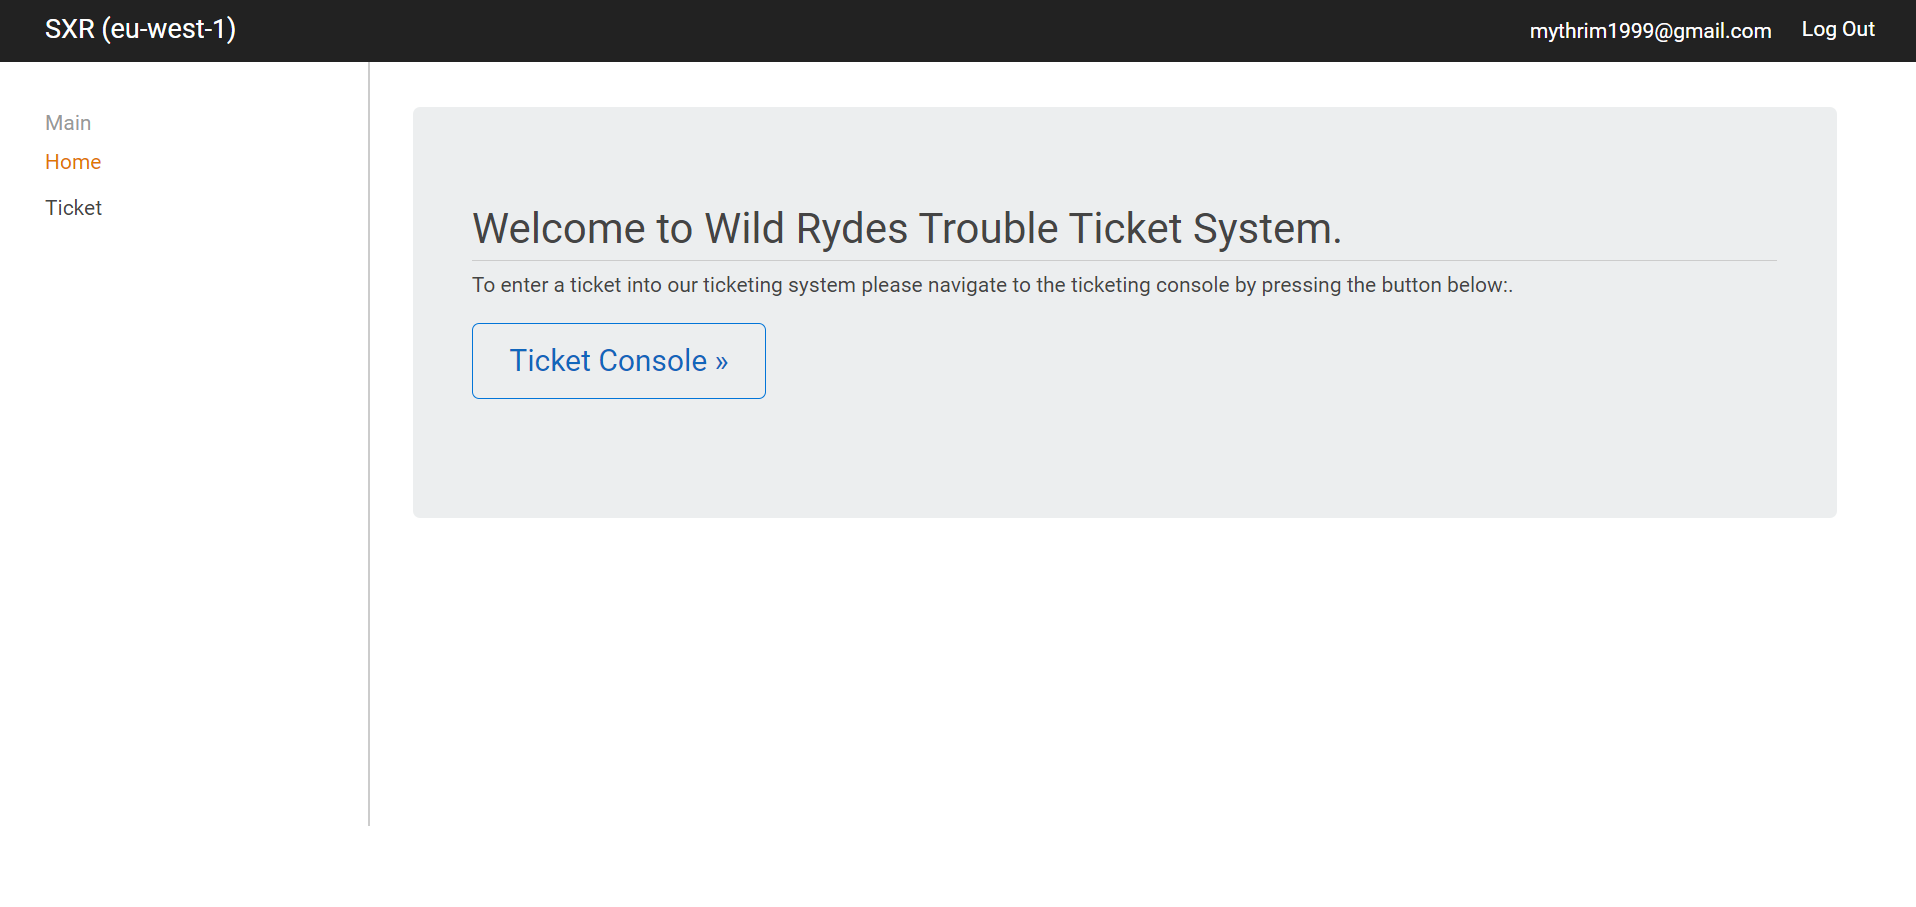 SXR (eu-west-1)
mythrim1999@gmail.com
Log Out
Main
Home
Ticket
Welcome to Wild Rydes Trouble Ticket System.
To enter a ticket into our ticketing system please navigate to the ticketing console by pressing the button below:.
Ticket Console »